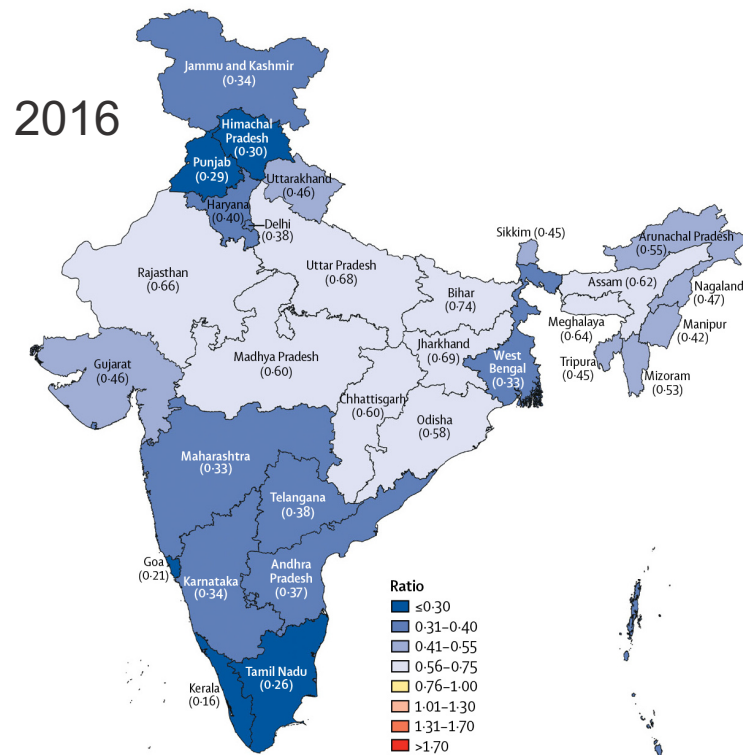 2016
Jammu and Kashmir
(0·34)
Himachal
Pradesh
(0·30)
Punjab
(0·29)
Uttarakhand
(0·46)
Haryana
(0·40)
Delhi
(0·38)
Sikkim (0·45)
Arunachal Pradesh
(0·55)
Rajasthan
(0·66)
Uttar Pradesh
(0·68)
Bihar
(0·74)
Assam (0·62)
Nagaland
(0·47)
Meghalaya
(0·64)
Manipur
(0·42)
Tripura
(0·45)
Mizoram
(0·53)
Gujarat
(0·46)
Madhya Pradesh
(0·60)
Jharkhand
(0·69)
West
Bengal
(0·33)
Chhattisgarh
(0·60)
Odisha
(0·58)
Maharashtra
(0·33)
Telangana
(0·38)
Goa
(0·21)
Karnataka
(0·34)
Andhra
Pradesh
(0·37)
Kerala
(0·16)
Tamil Nadu
(0·26)
Ratio
≤0·30
0·31–0·40
0·41–0·55
0·56–0·75
0·76–1·00
1·01–1·30
1·31–1·70
>1·70